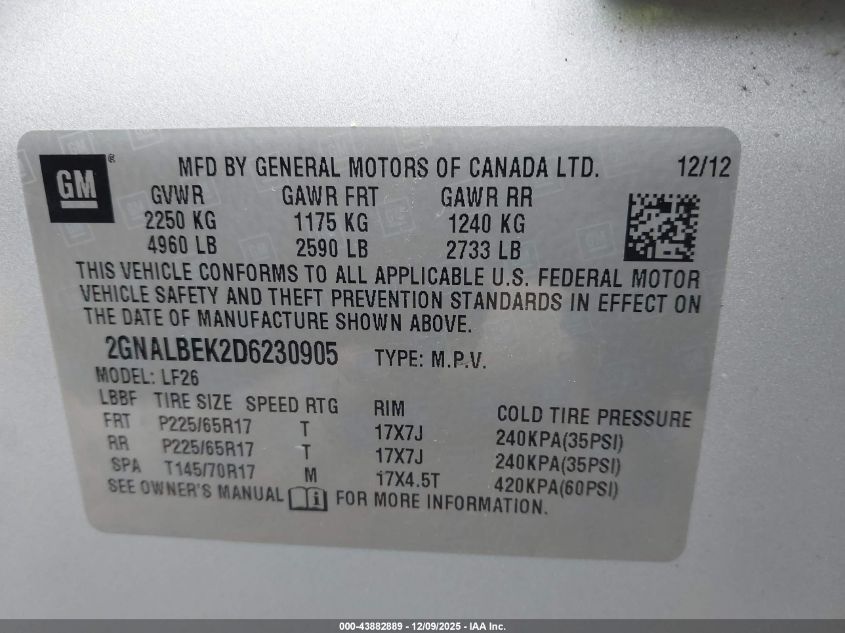 GM ® MFD BY GENERAL MOTORS OF CANADA LTD. 12/12
GVWR GAWR FRT GAWR RR
2250 KG 1175 KG 1240 KG
4960 LB 2590 LB 2733 LB
THIS VEHICLE CONFORMS TO ALL APPLICABLE U.S. FEDERAL MOTOR
VEHICLE SAFETY AND THEFT PREVENTION STANDARDS IN EFFECT ON
THE DATE OF MANUFACTURE SHOWN ABOVE.
2GNALBEK2D6230905 TYPE: M.P.V.
MODEL: LF26
LBBF TIRE SIZE SPEED RTG RIM COLD TIRE PRESSURE
FRT P225/65R17 T 17X7J 240KPA(35PSI)
RR P225/65R17 T 17X7J 240KPA(35PSI)
SPA T145/70R17 M 17X4.5T 420KPA(60PSI)
SEE OWNER'S MANUAL i FOR MORE INFORMATION.
000-43882889 - 12/09/2025 - IAA Inc.